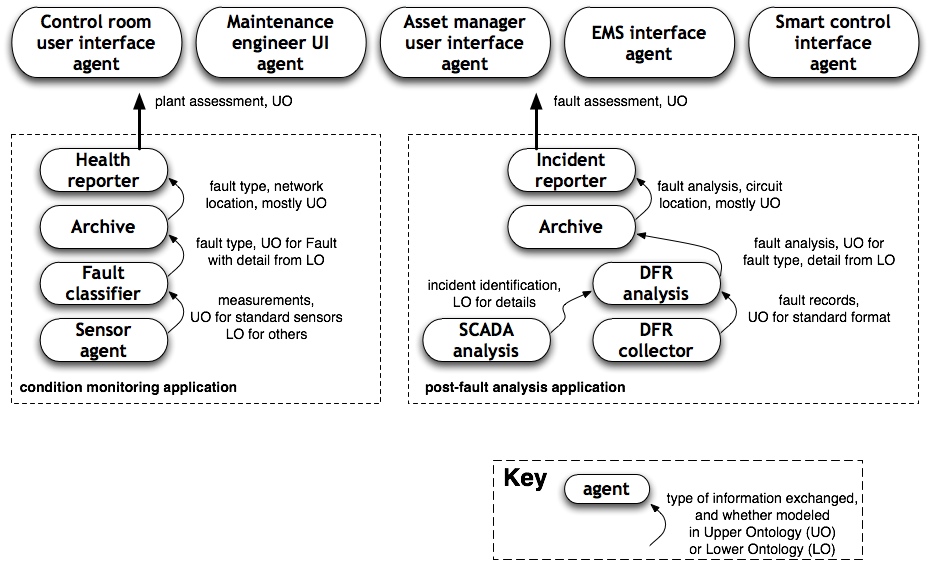 Control room
user interface
agent
Maintenance
engineer UI
agent
Asset manager
user interface
agent
EMS interface
agent
Smart control
interface
agent
plant assessment, UO
fault assessment, UO
Health
reporter
fault type, network
location, mostly UO
Archive
fault type, UO for Fault
with detail from LO
Fault
classifier
measurements,
UO for standard sensors
LO for others
Sensor
agent
condition monitoring application
Incident
reporter
fault analysis, circuit
location, mostly UO
Archive
fault analysis, UO for
fault type, detail from LO
incident identification,
LO for details
DFR
analysis
fault records,
UO for standard format
SCADA
analysis
DFR
collector
post-fault analysis application
Key
agent
type of information exchanged,
and whether modeled
in Upper Ontology (UO)
or Lower Ontology (LO)